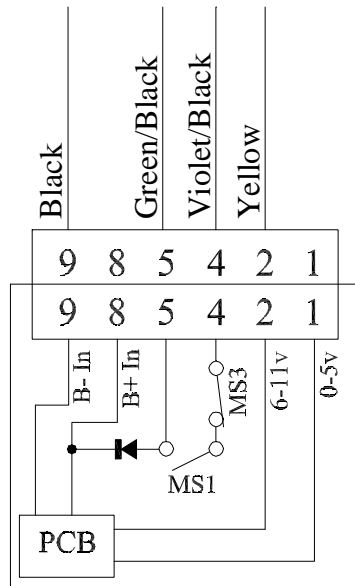 Black
Green/Black
Violet/Black
Yellow
9 8 5 4 2 1
9 8 5 4 2 1
B- In
B+ In
MS3
6-11v
0-5v
MS1
PCB